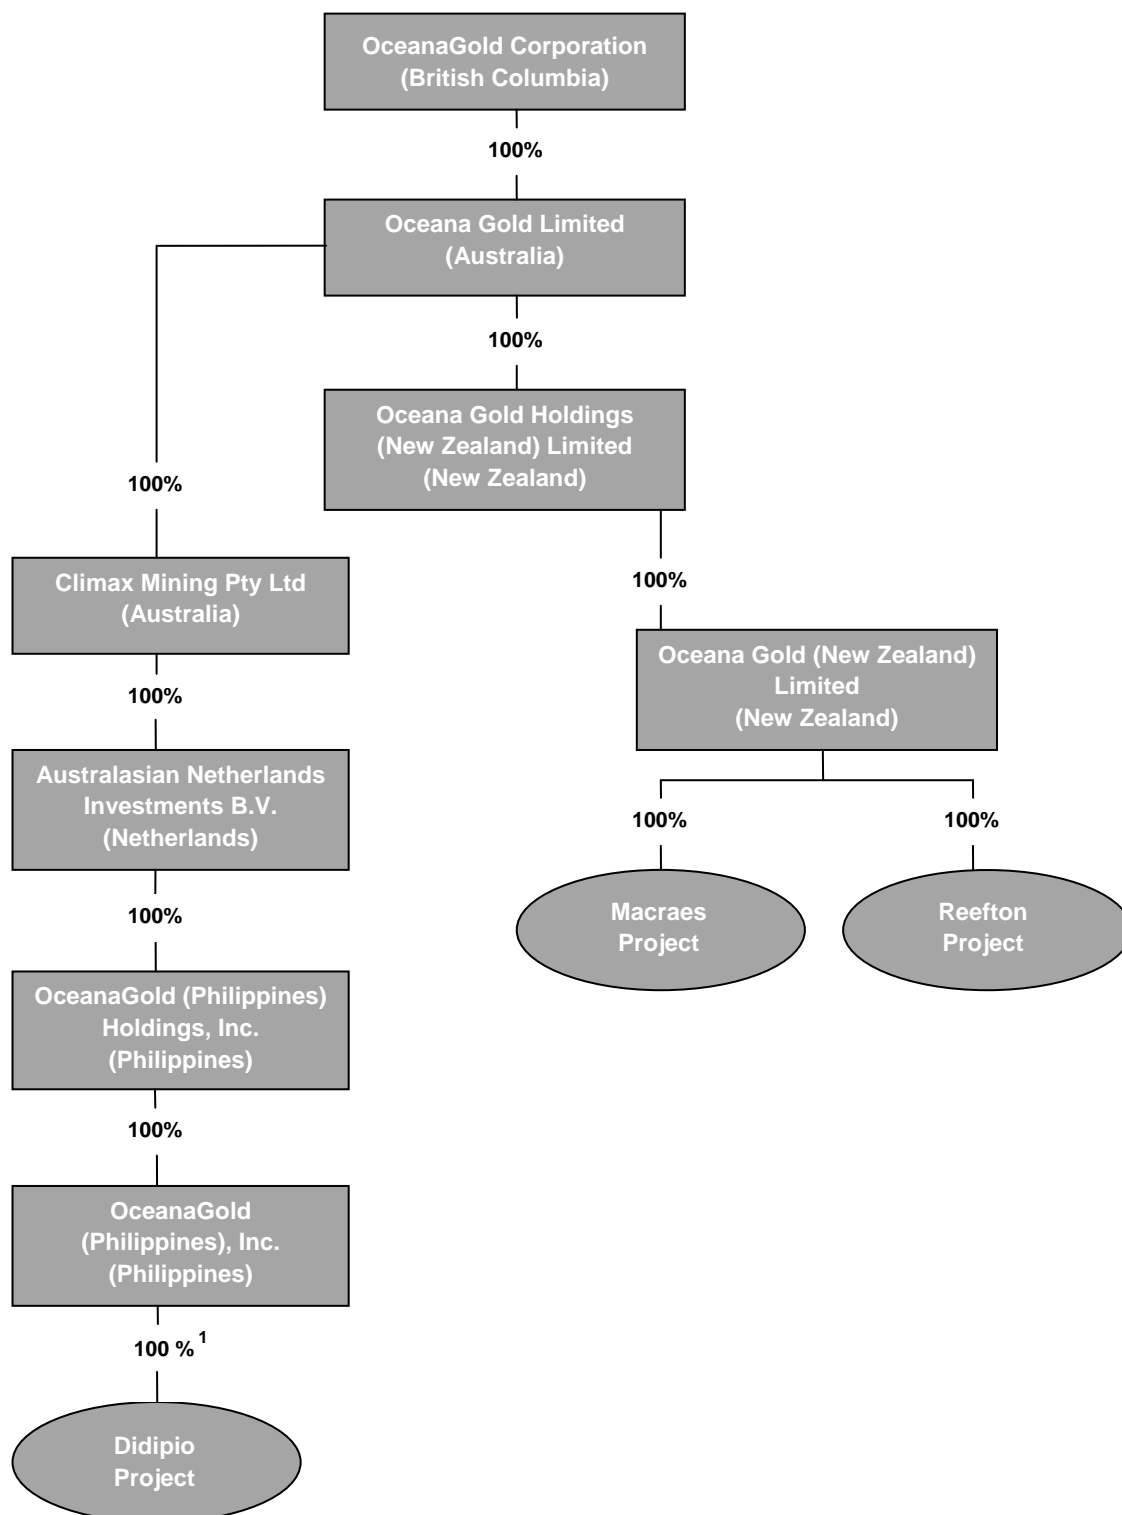 OceanaGold Corporation
(British Columbia)
100%
Oceana Gold Limited
(Australia)
100%
Oceana Gold Holdings
(New Zealand) Limited
(New Zealand)
100%
Climax Mining Pty Ltd
(Australia)
100%
Oceana Gold (New Zealand)
Limited
(New Zealand)
100%
Australasian Netherlands
Investments B.V.
(Netherlands)
100%
100%
Macraes
Project
Reefton
Project
100%
OceanaGold (Philippines)
Holdings, Inc.
(Philippines)
100%
OceanaGold
(Philippines), Inc.
(Philippines)
100 % 1
Didipio
Project